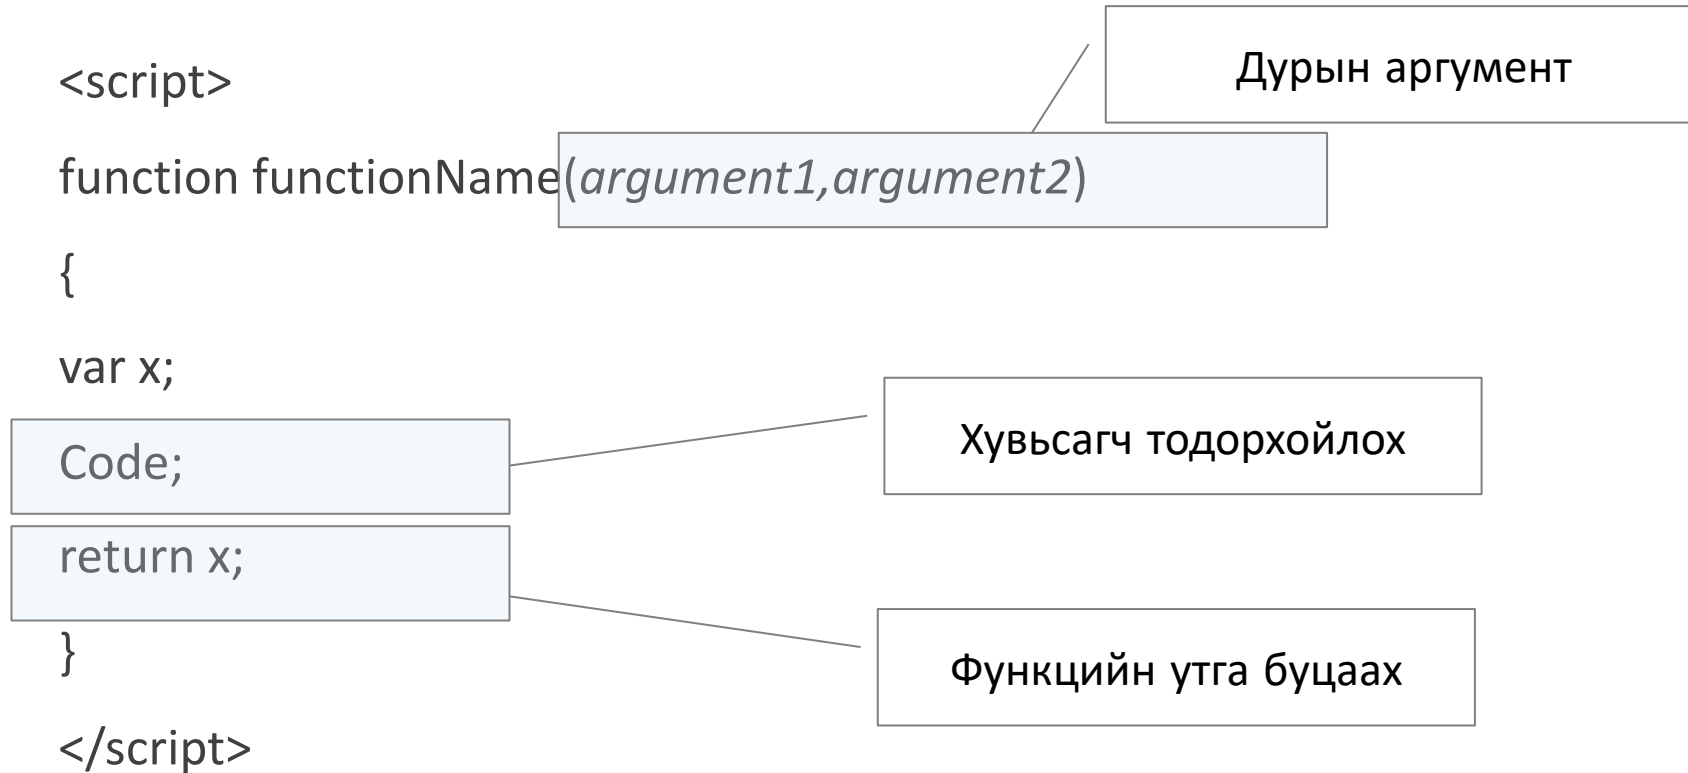 <script>
Дурын аргумент
function functionName(argument1,argument2)
{
var x;
Code;
Хувьсагч тодорхойлох
return x;
Функцийн утга буцаах
}
</script>